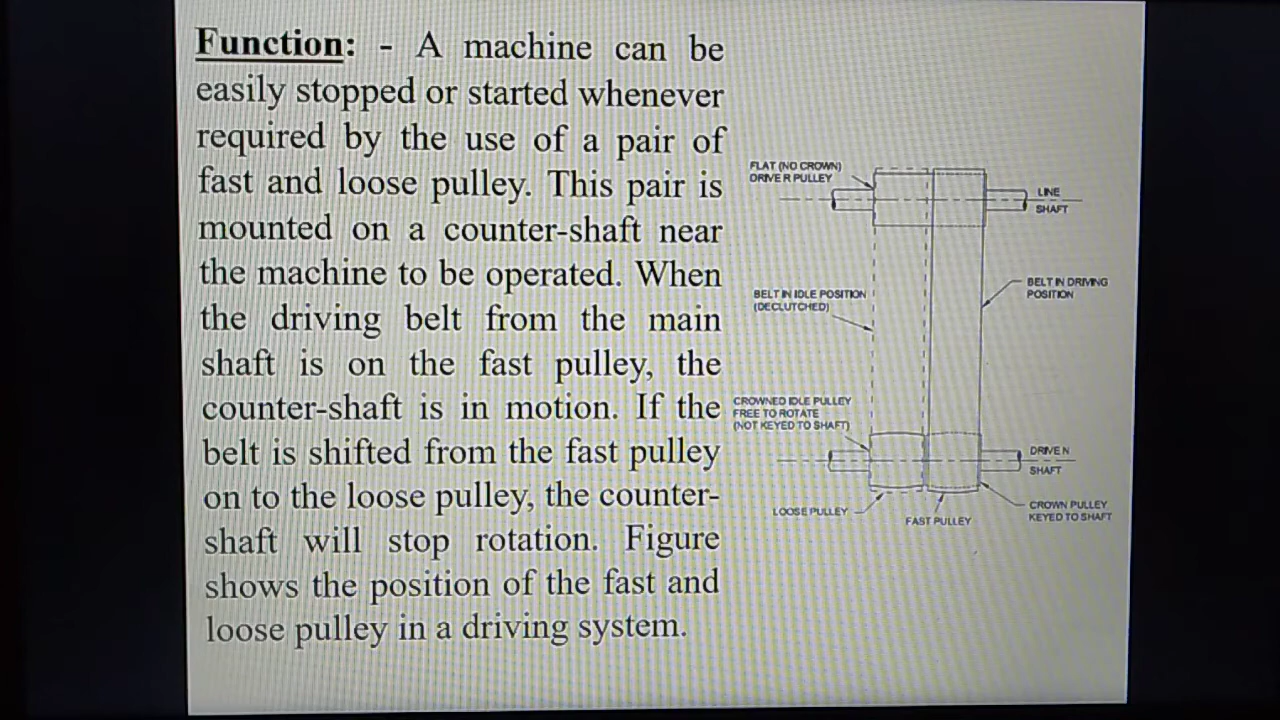 Function: - A machine can be
easily stopped or started whenever
required by the use of a pair of
fast and loose pulley. This pair is
mounted on a counter-shaft near
the machine to be operated. When
the driving belt from the main
shaft is on the fast pulley, the
counter-shaft is in motion. If the
belt is shifted from the fast pulley
on to the loose pulley, the counter-
shaft will stop rotation. Figure
shows the position of the fast and
loose pulley in a driving system.
FLAT (NO CROWN)
DRIVER PULLEY
LINE
SHAFT
BELT IN IDLE POSITION
(DECLUTCHED)
BELT IN DRIVING
POSITION
CROWNED IDLE PULLEY
FREE TO ROTATE
(NOT KEYED TO SHAFT)
DRIVEN
SHAFT
LOOSE PULLEY
FAST PULLEY
CROWN PULLEY
KEYED TO SHAFT